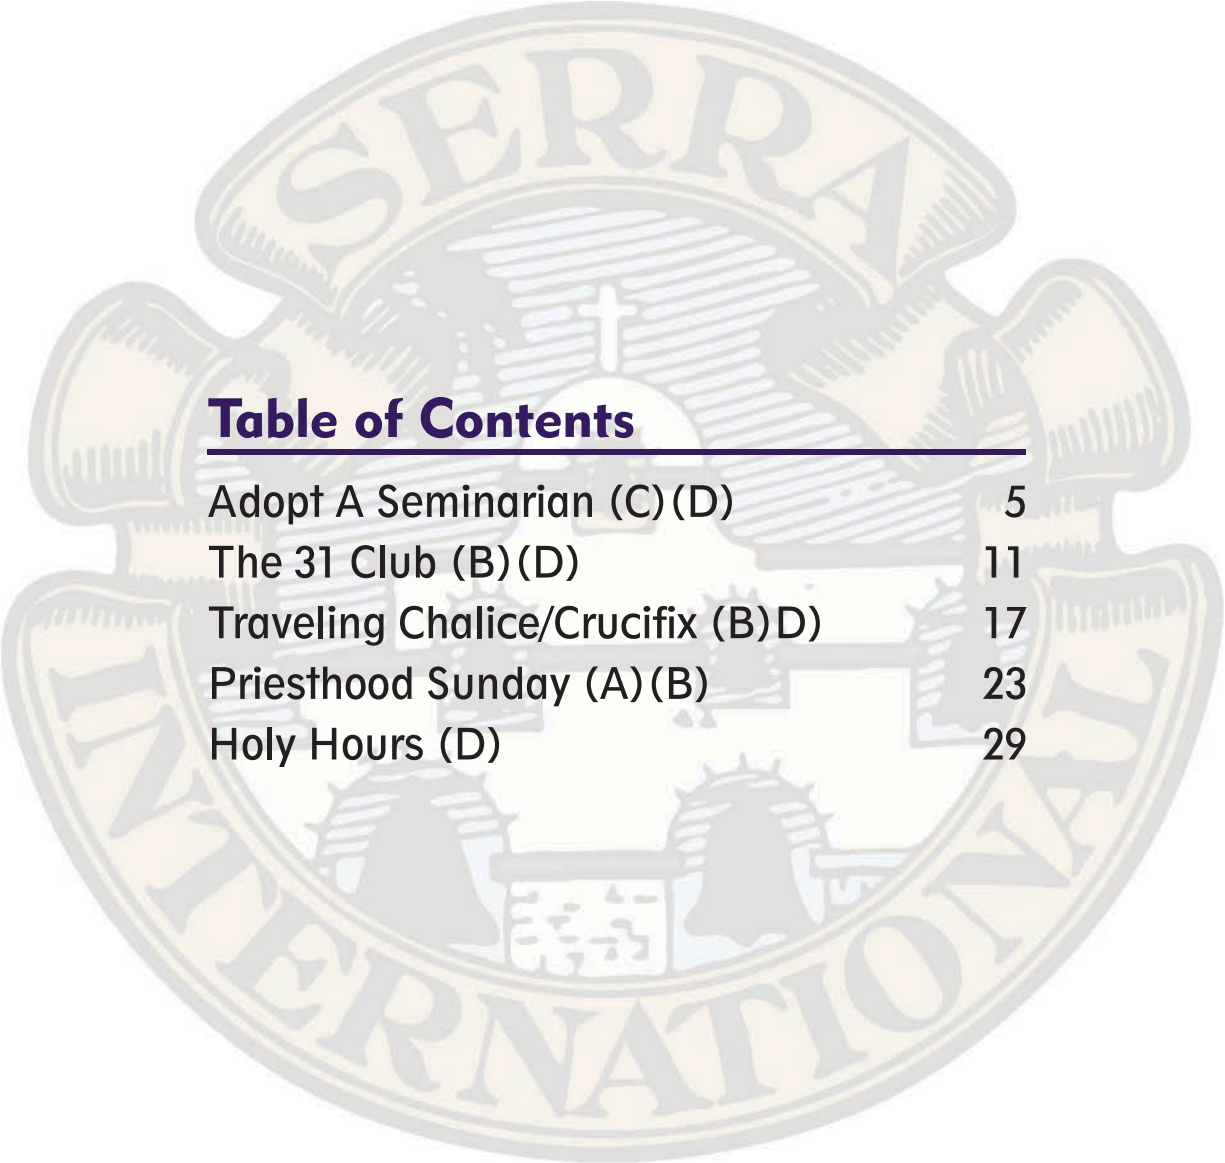 SERRA
Table of Contents
Adopt A Seminarian (C)(D) 5
The 31 Club (B)(D) 11
Traveling Chalice/Crucifix (B)D) 17
Priesthood Sunday (A)(B) 23
Holy Hours (D) 29
INTERNATIONAL